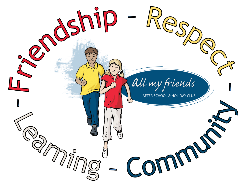 Friendship - Respect -
All my friends
- Learning - Community